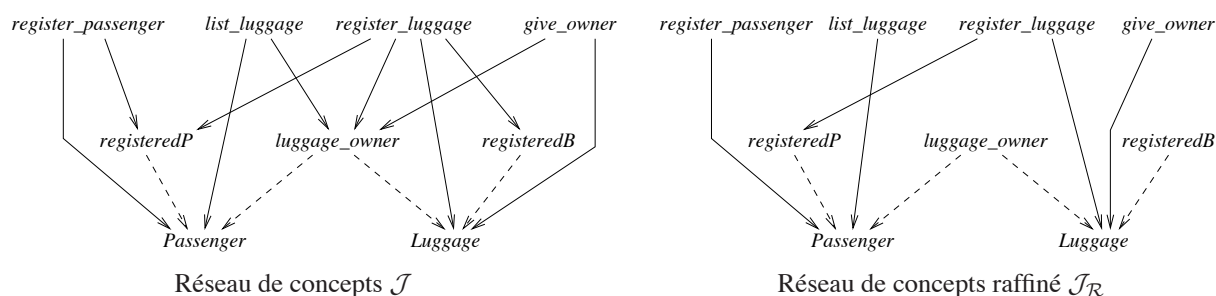 register_passenger list_luggage register_luggage give_owner register_passenger list_luggage register_luggage give_owner
registeredP luggage_owner registeredB registeredP luggage_owner registeredB
Passenger Luggage Passenger Luggage
Réseau de concepts 𝒥 Réseau de concepts raffiné 𝒥_ℛ